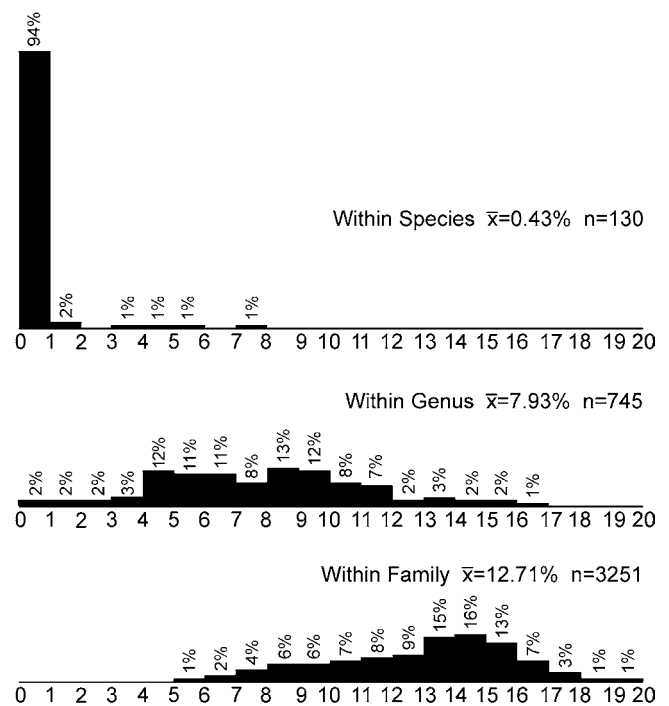 94%
2%
1%
1%
1%
1%
Within Species x̅=0.43% n=130
0 1 2 3 4 5 6 7 8 9 10 11 12 13 14 15 16 17 18 19 20
Within Genus x̅=7.93% n=745
2% 2% 2% 3% 12% 11% 11% 8% 13% 12% 8% 7% 2% 3% 2% 2% 1%
0 1 2 3 4 5 6 7 8 9 10 11 12 13 14 15 16 17 18 19 20
Within Family x̅=12.71% n=3251
1% 2% 4% 6% 6% 7% 8% 9% 15% 16% 13% 7% 3% 1% 1%
0 1 2 3 4 5 6 7 8 9 10 11 12 13 14 15 16 17 18 19 20